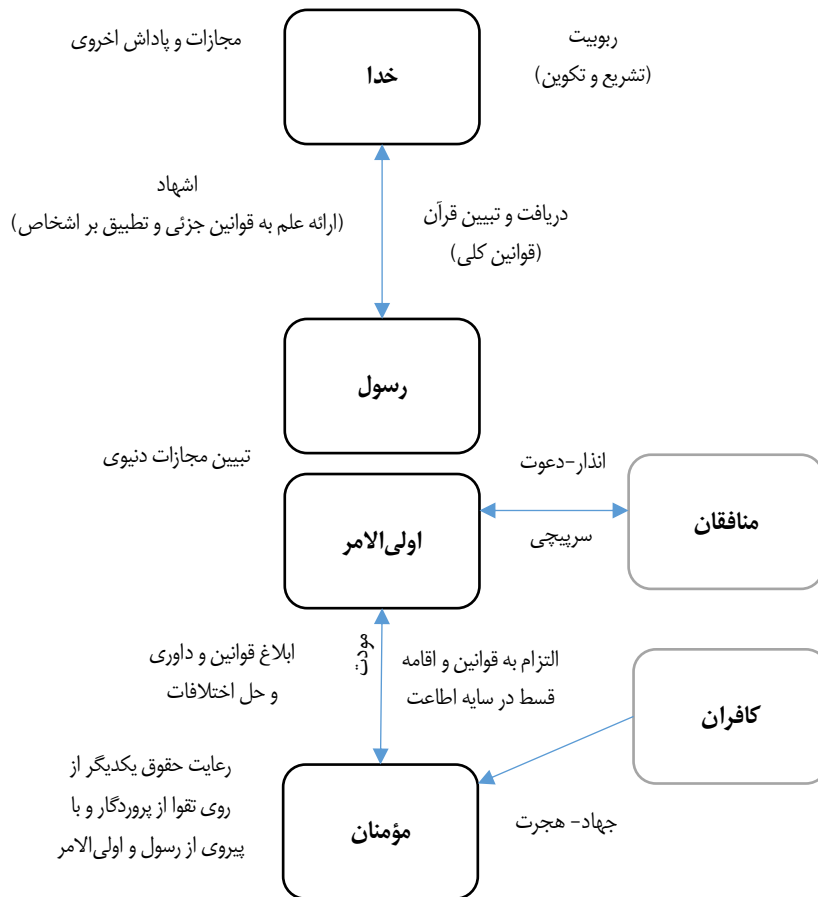 ربوبیت
(تشریع و تکوین)
خدا
مجازات و پاداش اخروی
اشهاد
(ارائه علم به قوانین جزئی و تطبیق بر اشخاص)
دریافت و تبیین قرآن
(قوانین کلی)
رسول
تبیین مجازات دنیوی
انذار-دعوت
منافقان
اولی‌الامر
سرپیچی
مودت
ابلاغ قوانین و داوری
و حل اختلافات
التزام به قوانین و اقامه
قسط در سایه اطاعت
کافران
رعایت حقوق یکدیگر از
روی تقوا از پروردگار و با
پیروی از رسول و اولی‌الامر
مؤمنان
جهاد- هجرت